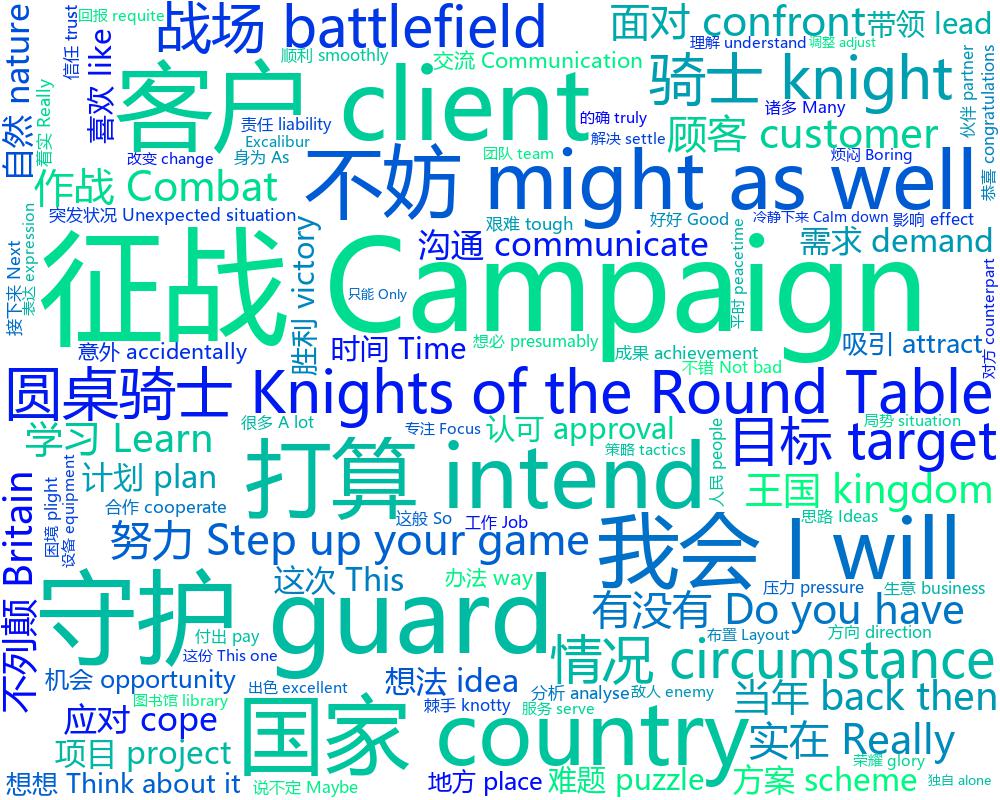 回报 requite
战场 battlefield
面对 confront
带领 lead
信任 trust
自然 nature
喜欢 like
顺利 smoothly
交流 Communication
理解 understand
调整 adjust
客户 client
骑士 knight
伙伴 partner
恭喜 congratulations
着实 Really
责任 liability
Excalibur
的确 truly
诸多 Many
解决 settle
顾客 customer
改变 change
身为 As
团队 team
烦闷 Boring
作战 Combat
不妨 might as well
突发状况 Unexpected situation
艰难 tough
好好 Good
冷静下来 Calm down
影响 effect
征战 Campaign
胜利 victory
沟通 communicate
平时 peacetime
需求 demand
接下来 Next
表达 expression
只能 Only
对方 counterpart
意外 accidentally
时间 Time
想必 presumably
成果 achievement
吸引 attract
不错 Not bad
圆桌骑士 Knights of the Round Table
学习 Learn
很多 A lot
专注 Focus
认可 approval
局势 situation
目标 target
策略 tactics
人民 people
打算 intend
计划 plan
王国 kingdom
不列颠 Britain
困境 plight
设备 equipment
合作 cooperate
这般 So
工作 Job
思路 Ideas
努力 Step up your game
我会 I will
守护 guard
这次 This
办法 way
压力 pressure
生意 business
有没有 Do you have
付出 pay
布置 Layout
方向 direction
这份 This one
情况 circumstance
机会 opportunity
出色 excellent
想法 idea
分析 analyse
敌人 enemy
当年 back then
图书馆 library
棘手 knotty
服务 serve
应对 cope
国家 country
实在 Really
项目 project
荣耀 glory
想想 Think about it
说不定 Maybe
地方 place
难题 puzzle
方案 scheme
独自 alone